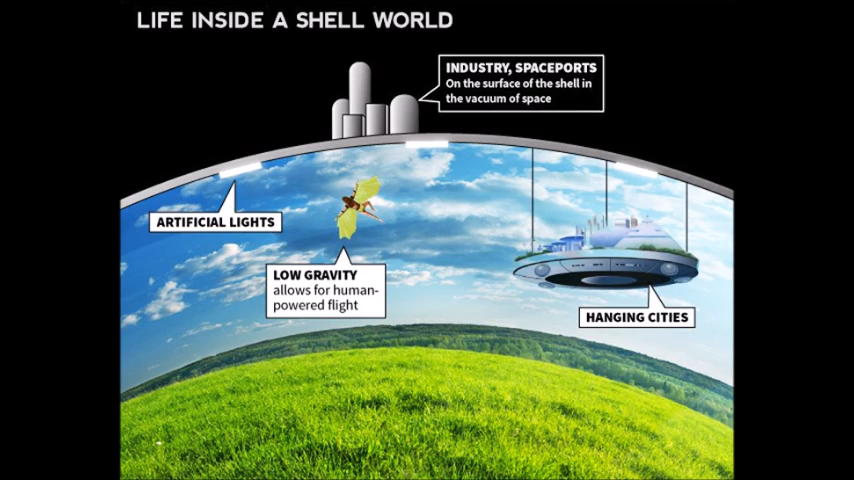 LIFE INSIDE A SHELL WORLD
INDUSTRY, SPACEPORTS
On the surface of the shell in
the vacuum of space
ARTIFICIAL LIGHTS
LOW GRAVITY
allows for human-
powered flight
HANGING CITIES